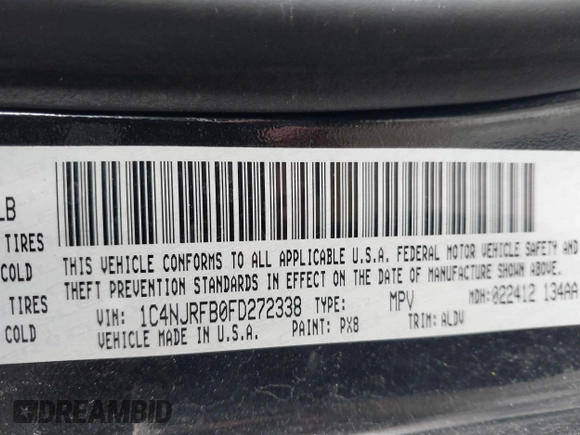 LB
TIRES
COLD
TIRES
COLD
THIS VEHICLE CONFORMS TO ALL APPLICABLE U.S.A. FEDERAL MOTOR VEHICLE SAFETY AND
THEFT PREVENTION STANDARDS IN EFFECT ON THE DATE OF MANUFACTURE SHOWN ABOVE.
VIN: 1C4NJRFB0FD272338 TYPE: MPV MDH: 022412 134AA
VEHICLE MADE IN U.S.A. PAINT: PX8 TRIM: ALDV
DREAMBID